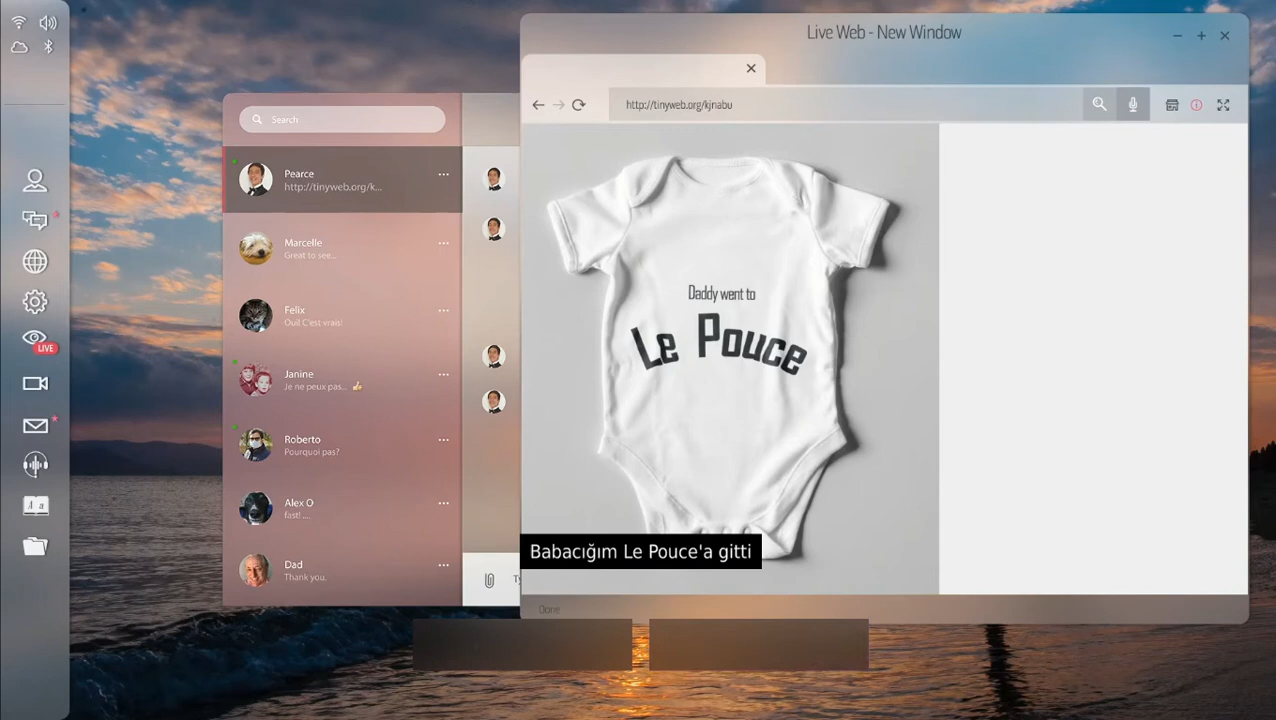 Live Web - New Window
http://tinyweb.org/kjnabu
Search
Pearce
http://tinyweb.org/k...
Marcelle
Great to see...
Felix
Oui! C'est vrais!
Janine
Je ne peux pas...
Roberto
Pourquoi pas?
Alex O
fast! ...
Dad
Thank you.
LIVE
Daddy went to
Le Pouce
Babacığım Le Pouce'a gitti
Done